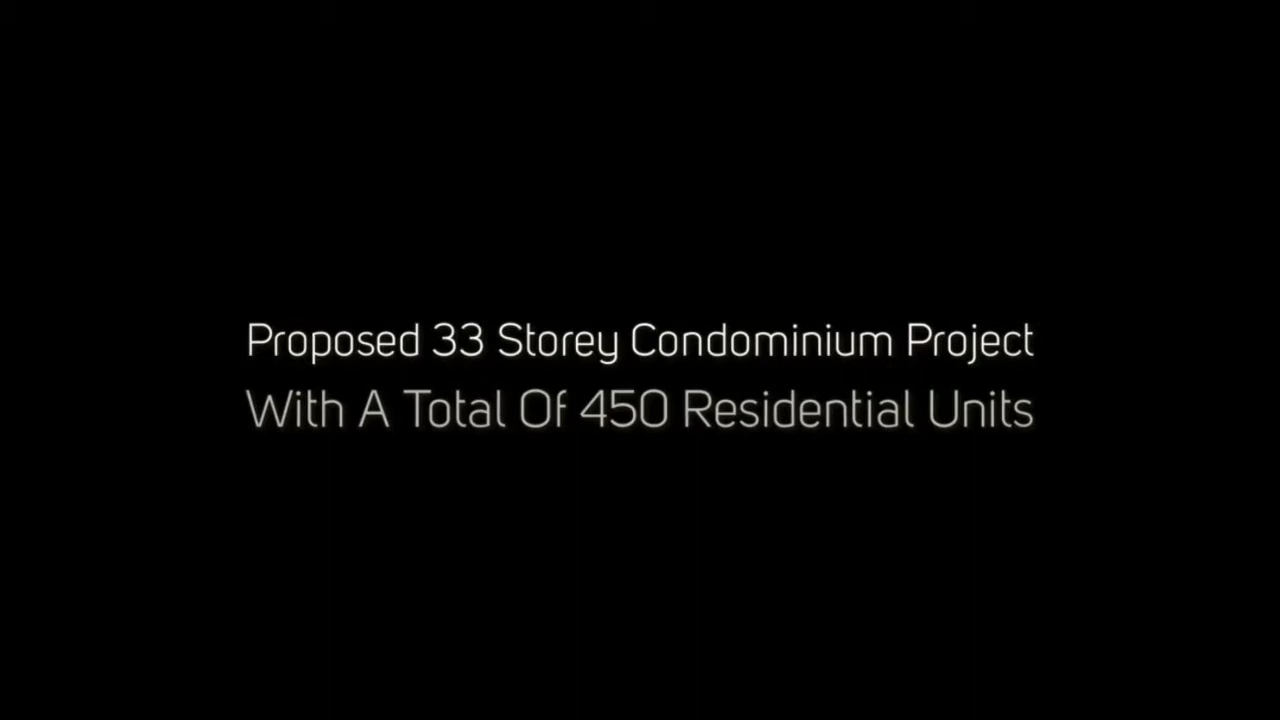 Proposed 33 Storey Condominium Project
With A Total Of 450 Residential Units